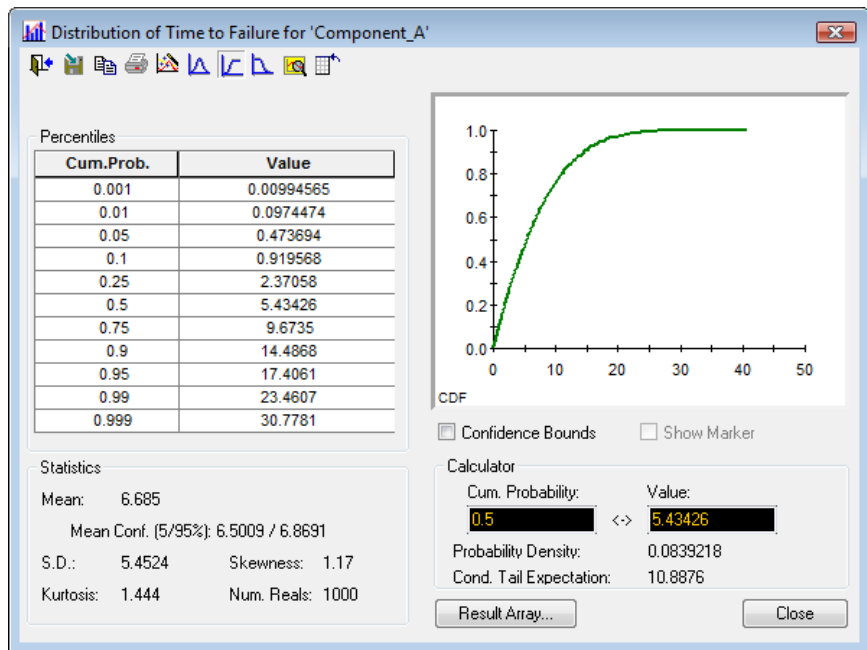 Distribution of Time to Failure for 'Component_A'
Percentiles
Cum.Prob. Value
0.001 0.00994565
0.01 0.0974474
0.05 0.473694
0.1 0.919568
0.25 2.37058
0.5 5.43426
0.75 9.6735
0.9 14.4868
0.95 17.4061
0.99 23.4607
0.999 30.7781
Statistics
Mean: 6.685
Mean Conf. (5/95%): 6.5009 / 6.8691
S.D.: 5.4524 Skewness: 1.17
Kurtosis: 1.444 Num. Reals: 1000
1.0
0.8
0.6
0.4
0.2
0.0
0 10 20 30 40 50
CDF
Confidence Bounds Show Marker
Calculator
Cum. Probability: Value:
0.5 <-> 5.43426
Probability Density: 0.0839218
Cond. Tail Expectation: 10.8876
Result Array... Close